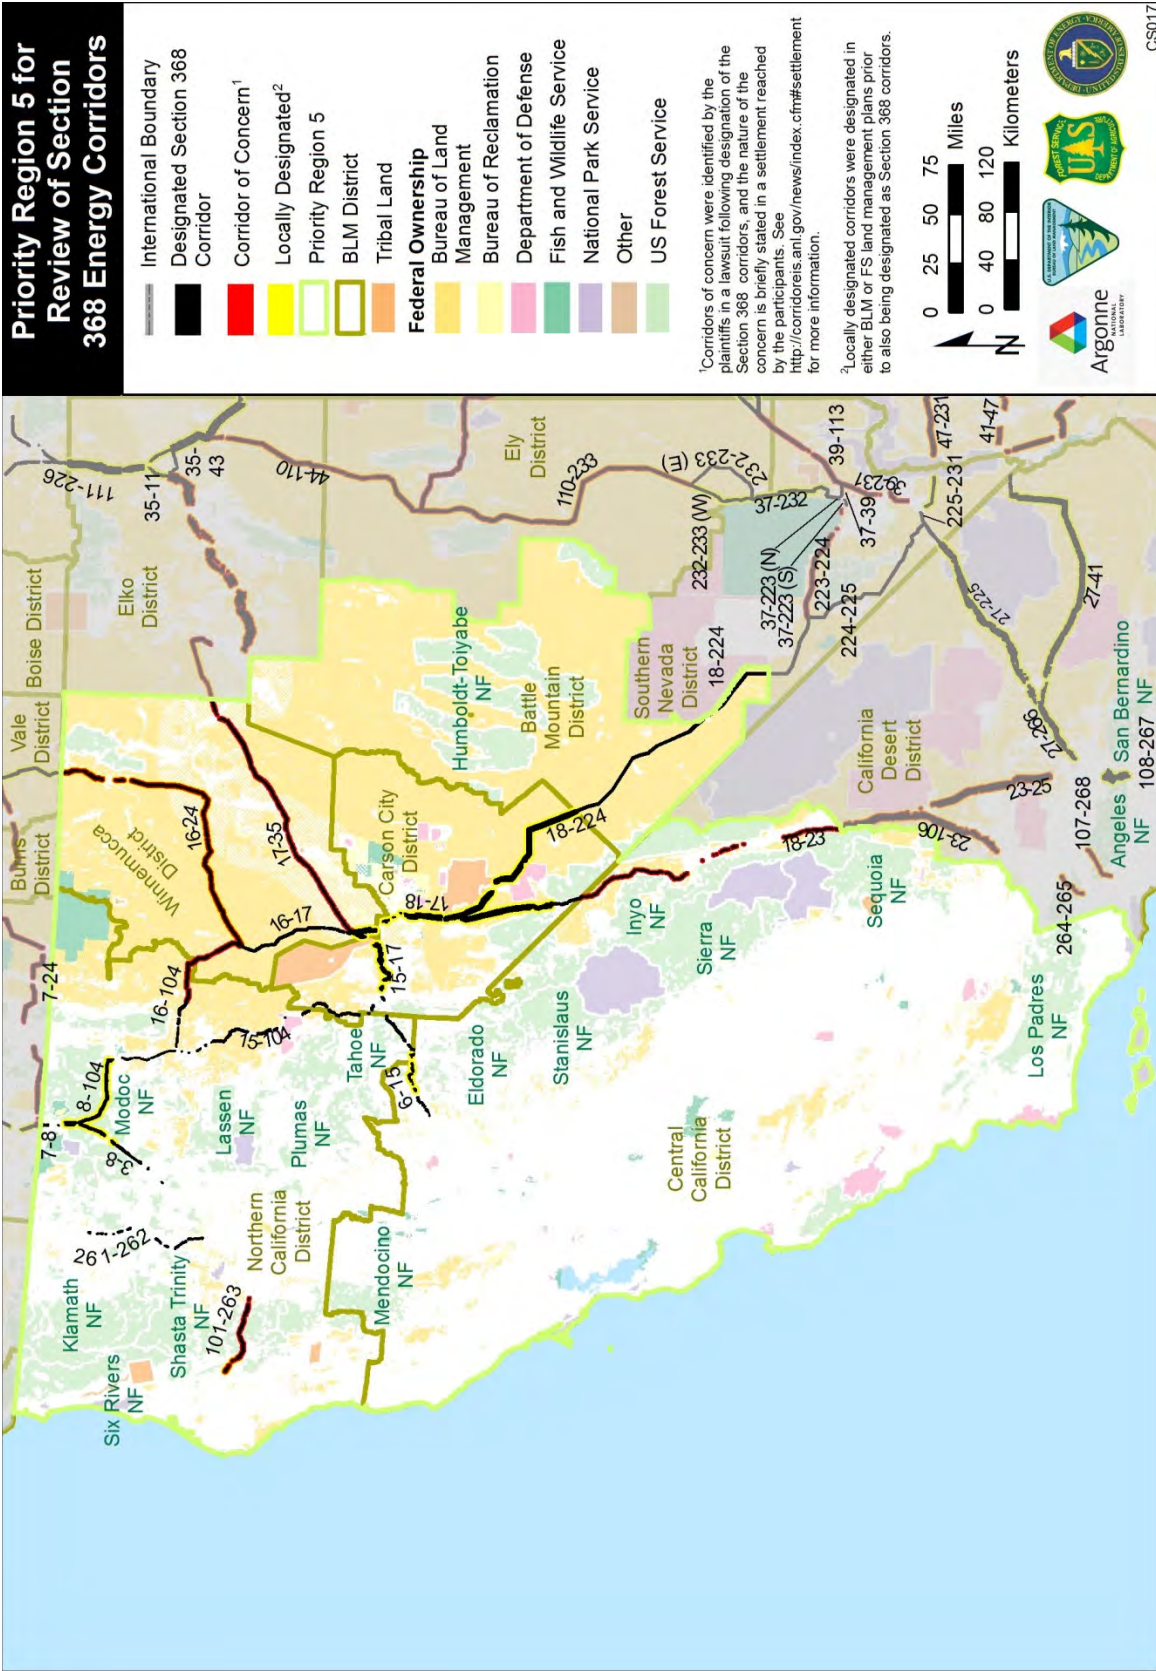 Priority Region 5 for
Review of Section
368 Energy Corridors
International Boundary
Designated Section 368
Corridor
Corridor of Concern1
Locally Designated2
Priority Region 5
BLM District
Tribal Land
Federal Ownership
Bureau of Land
Management
Bureau of Reclamation
Department of Defense
Fish and Wildlife Service
National Park Service
Other
US Forest Service
1Corridors of concern were identified by the
plaintiffs in a lawsuit following designation of the
Section 368 corridors, and the nature of the
concern is briefly stated in a settlement reached
by the participants. See
http://corridoreis.anl.gov/news/index.cfm#settlement
for more information.
2Locally designated corridors were designated in
either BLM or FS land management plans prior
to also being designated as Section 368 corridors.
0 25 50 75
Miles
0 40 80 120
Kilometers
N
Argonne
NATIONAL
LABORATORY
FOREST SERVICE
UAS
DEPARTMENT OF AGRICULTURE
CS017
7-8
7-24
Burns
District
Vale
District
Boise District
111-226
Klamath
NF
261-262
3-8
8-104
Modoc
NF
16-104
Winnemucca
District
16-24
Elko
District
35-11
35-
43
Six Rivers
NF
Shasta Trinity
NF
101-263
Northern
California
District
Lassen
NF
Plumas
NF
15-104
16-17
17-35
44-110
Mendocino
NF
6-15
Tahoe
NF
15-17
17-18
Carson City
District
Eldorado
NF
Stanislaus
NF
18-224
Humboldt-Toiyabe
NF
Battle
Mountain
District
Ely
District
110-233
Inyo
NF
Sierra
NF
Central
California
District
Southern
Nevada
District
18-224
232-233 (W)
232-233 (E)
37-232
37-223 (N)
37-223 (S)
223-224
224-225
37-39
39-113
39-231
47-231
41-47
225-231
18-23
Sequoia
NF
California
Desert
District
23-106
23-25
27-225
27-41
27-266
Los Padres
NF
264-265
107-268
Angeles
NF
San Bernardino
NF
108-267